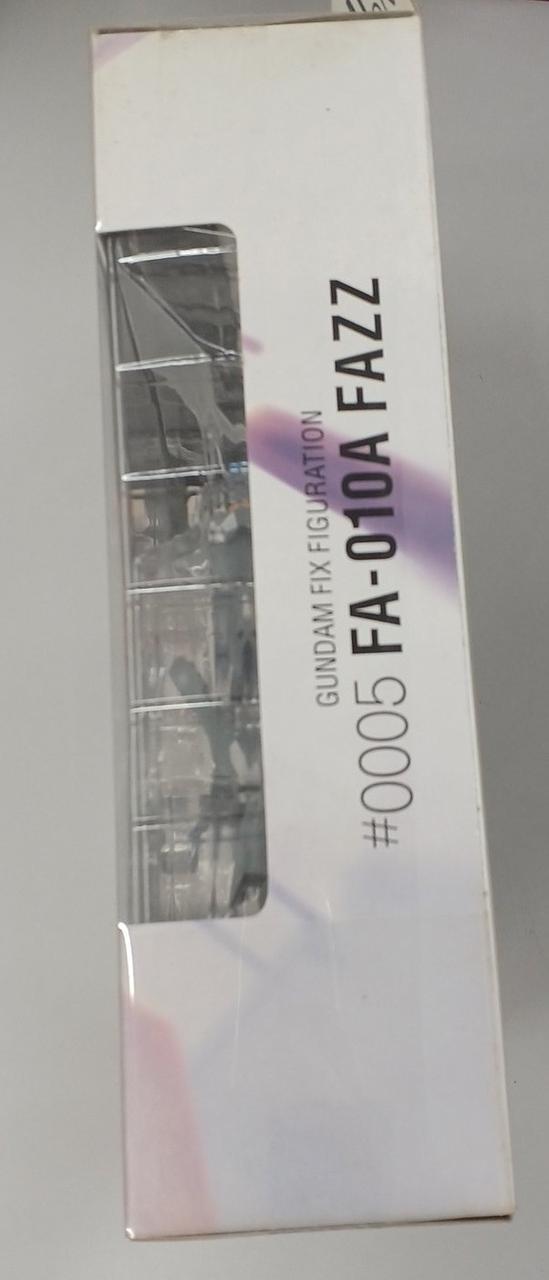 GUNDAM FIX FIGURATION
#0005 FA-010A FAZZ